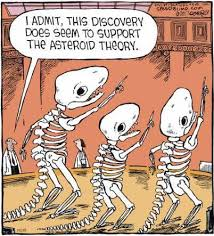 I ADMIT, THIS DISCOVERY
DOES SEEM TO SUPPORT
THE ASTEROID THEORY.